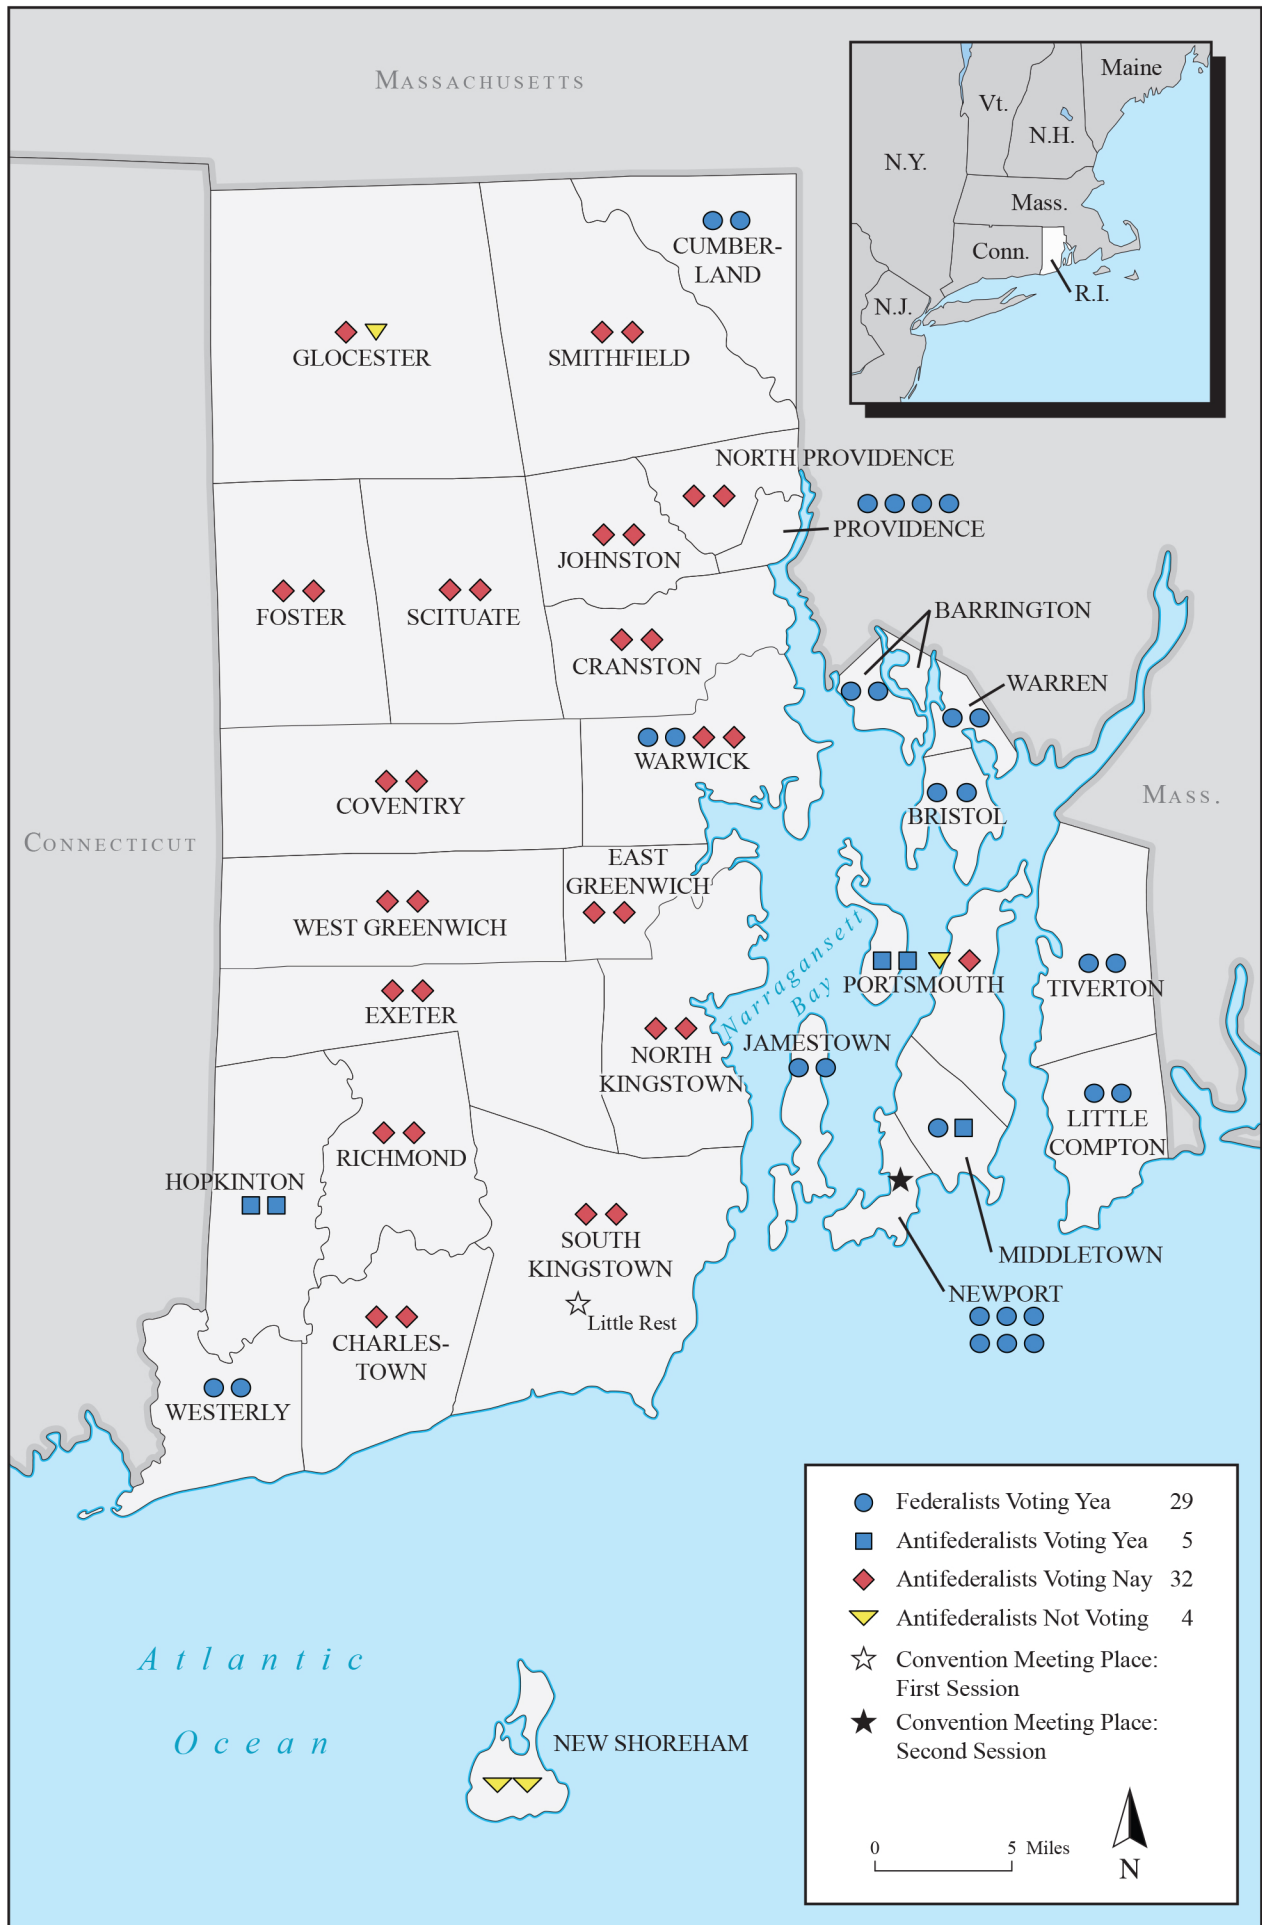 MASSACHUSETTS
Maine
Vt.
N.H.
N.Y.
Mass.
Conn.
R.I.
N.J.
CUMBER-
LAND
GLOCESTER
SMITHFIELD
NORTH PROVIDENCE
PROVIDENCE
JOHNSTON
FOSTER
SCITUATE
BARRINGTON
CRANSTON
WARREN
WARWICK
COVENTRY
MASS.
BRISTOL
CONNECTICUT
EAST
GREENWICH
WEST GREENWICH
Narragansett
Bay
PORTSMOUTH
TIVERTON
EXETER
JAMESTOWN
NORTH
KINGSTOWN
LITTLE
COMPTON
RICHMOND
HOPKINTON
SOUTH
KINGSTOWN
MIDDLETOWN
NEWPORT
Little Rest
CHARLES-
TOWN
WESTERLY
Federalists Voting Yea 29
Antifederalists Voting Yea 5
Antifederalists Voting Nay 32
Antifederalists Not Voting 4
Convention Meeting Place:
First Session
Convention Meeting Place:
Second Session
Atlantic
Ocean
NEW SHOREHAM
0 5 Miles
N